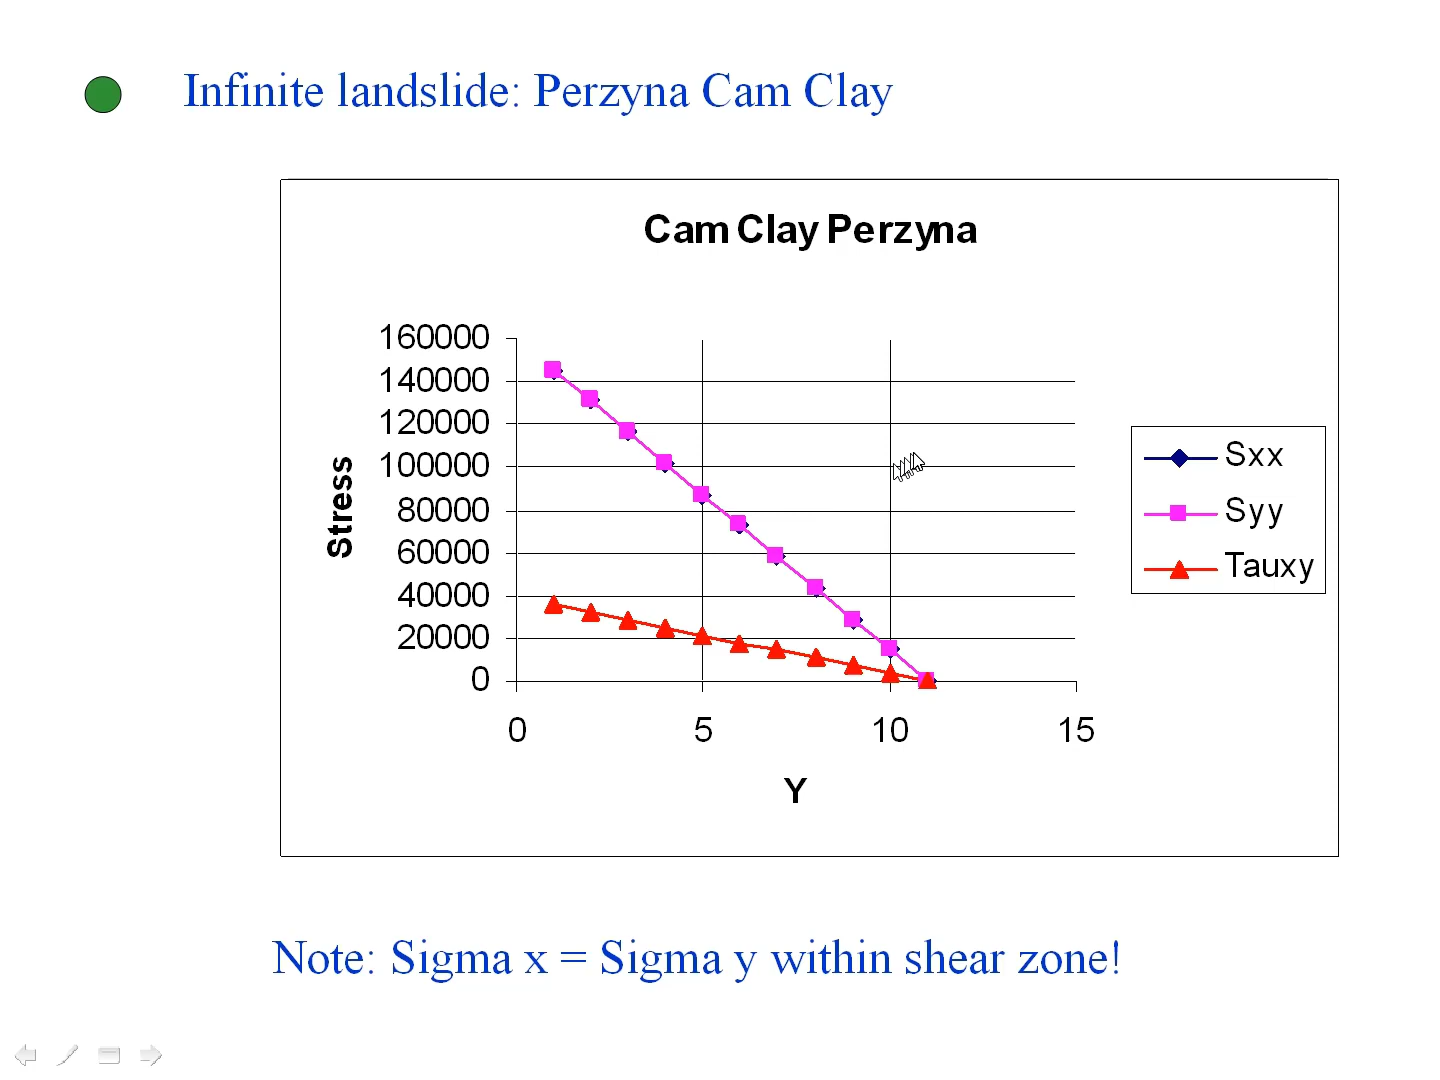 Infinite landslide: Perzyna Cam Clay
Cam Clay Perzyna
160000
140000
120000
100000
80000
60000
40000
20000
0
Stress
0 5 10 15
Y
Sxx
Syy
Tauxy
Note: Sigma x = Sigma y within shear zone!